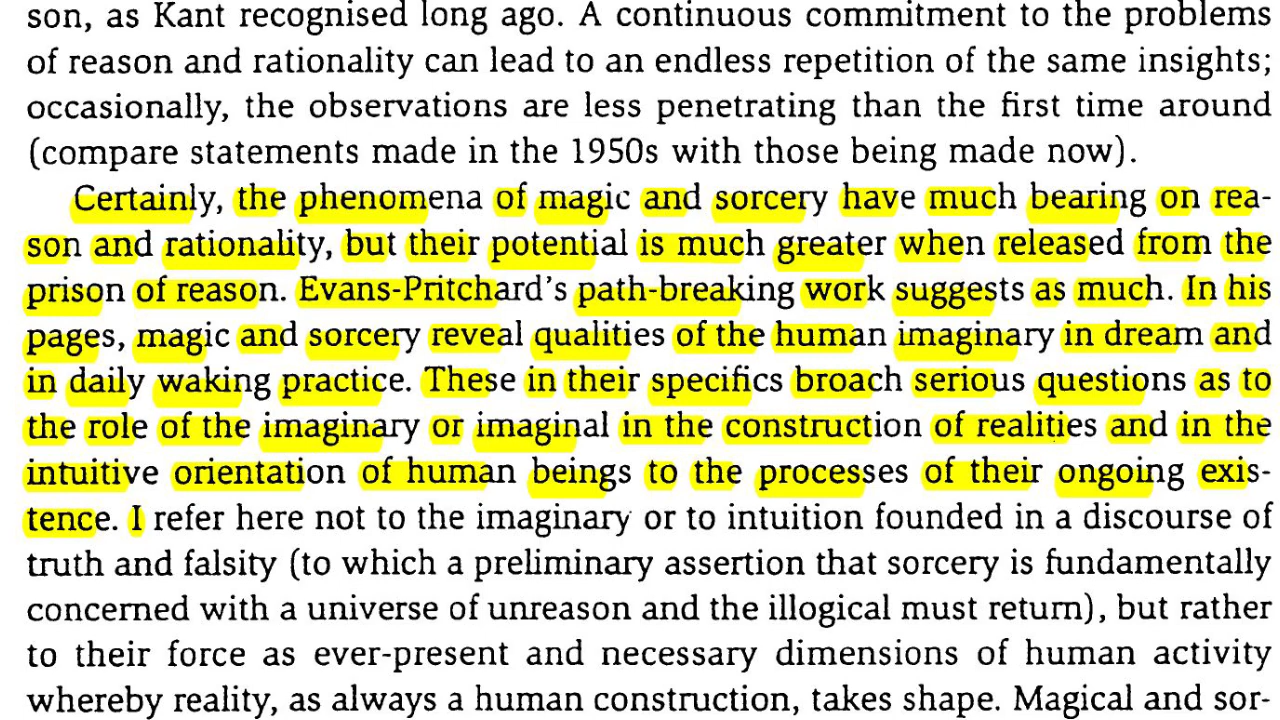 son, as Kant recognised long ago. A continuous commitment to the problems
of reason and rationality can lead to an endless repetition of the same insights;
occasionally, the observations are less penetrating than the first time around
(compare statements made in the 1950s with those being made now).
Certainly, the phenomena of magic and sorcery have much bearing on rea-
son and rationality, but their potential is much greater when released from the
prison of reason. Evans-Pritchard's path-breaking work suggests as much. In his
pages, magic and sorcery reveal qualities of the human imaginary in dream and
in daily waking practice. These in their specifics broach serious questions as to
the role of the imaginary or imaginal in the construction of realities and in the
intuitive orientation of human beings to the processes of their ongoing exis-
tence. I refer here not to the imaginary or to intuition founded in a discourse of
truth and falsity (to which a preliminary assertion that sorcery is fundamentally
concerned with a universe of unreason and the illogical must return), but rather
to their force as ever-present and necessary dimensions of human activity
whereby reality, as always a human construction, takes shape. Magical and sor-